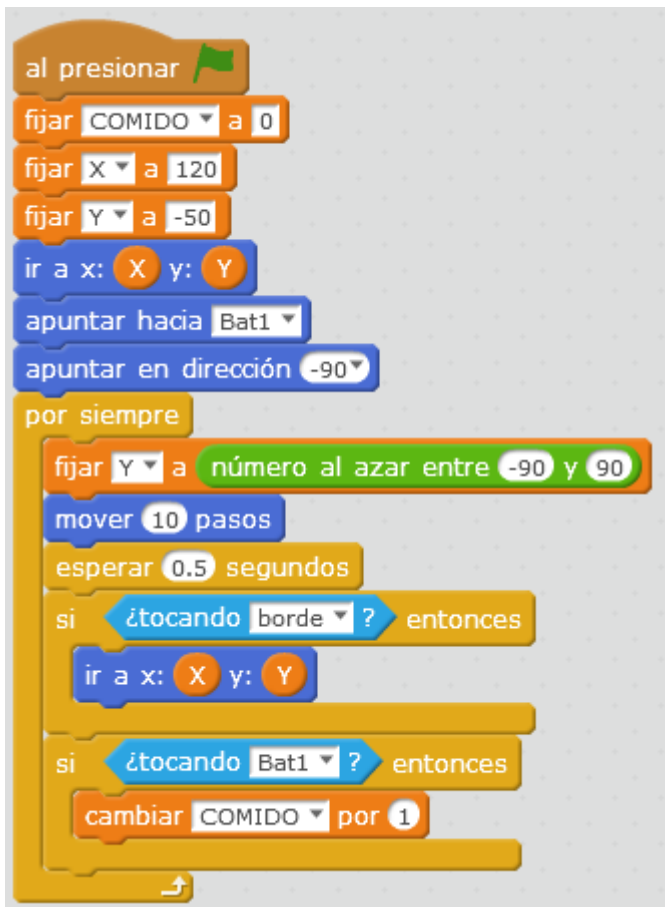 al presionar
fijar COMIDO a 0
fijar X a 120
fijar Y a -50
ir a x: X y: Y
apuntar hacia Bat1
apuntar en dirección -90
por siempre
fijar Y a número al azar entre -90 y 90
mover 10 pasos
esperar 0.5 segundos
si ¿tocando borde ? entonces
ir a x: X y: Y
si ¿tocando Bat1 ? entonces
cambiar COMIDO por 1